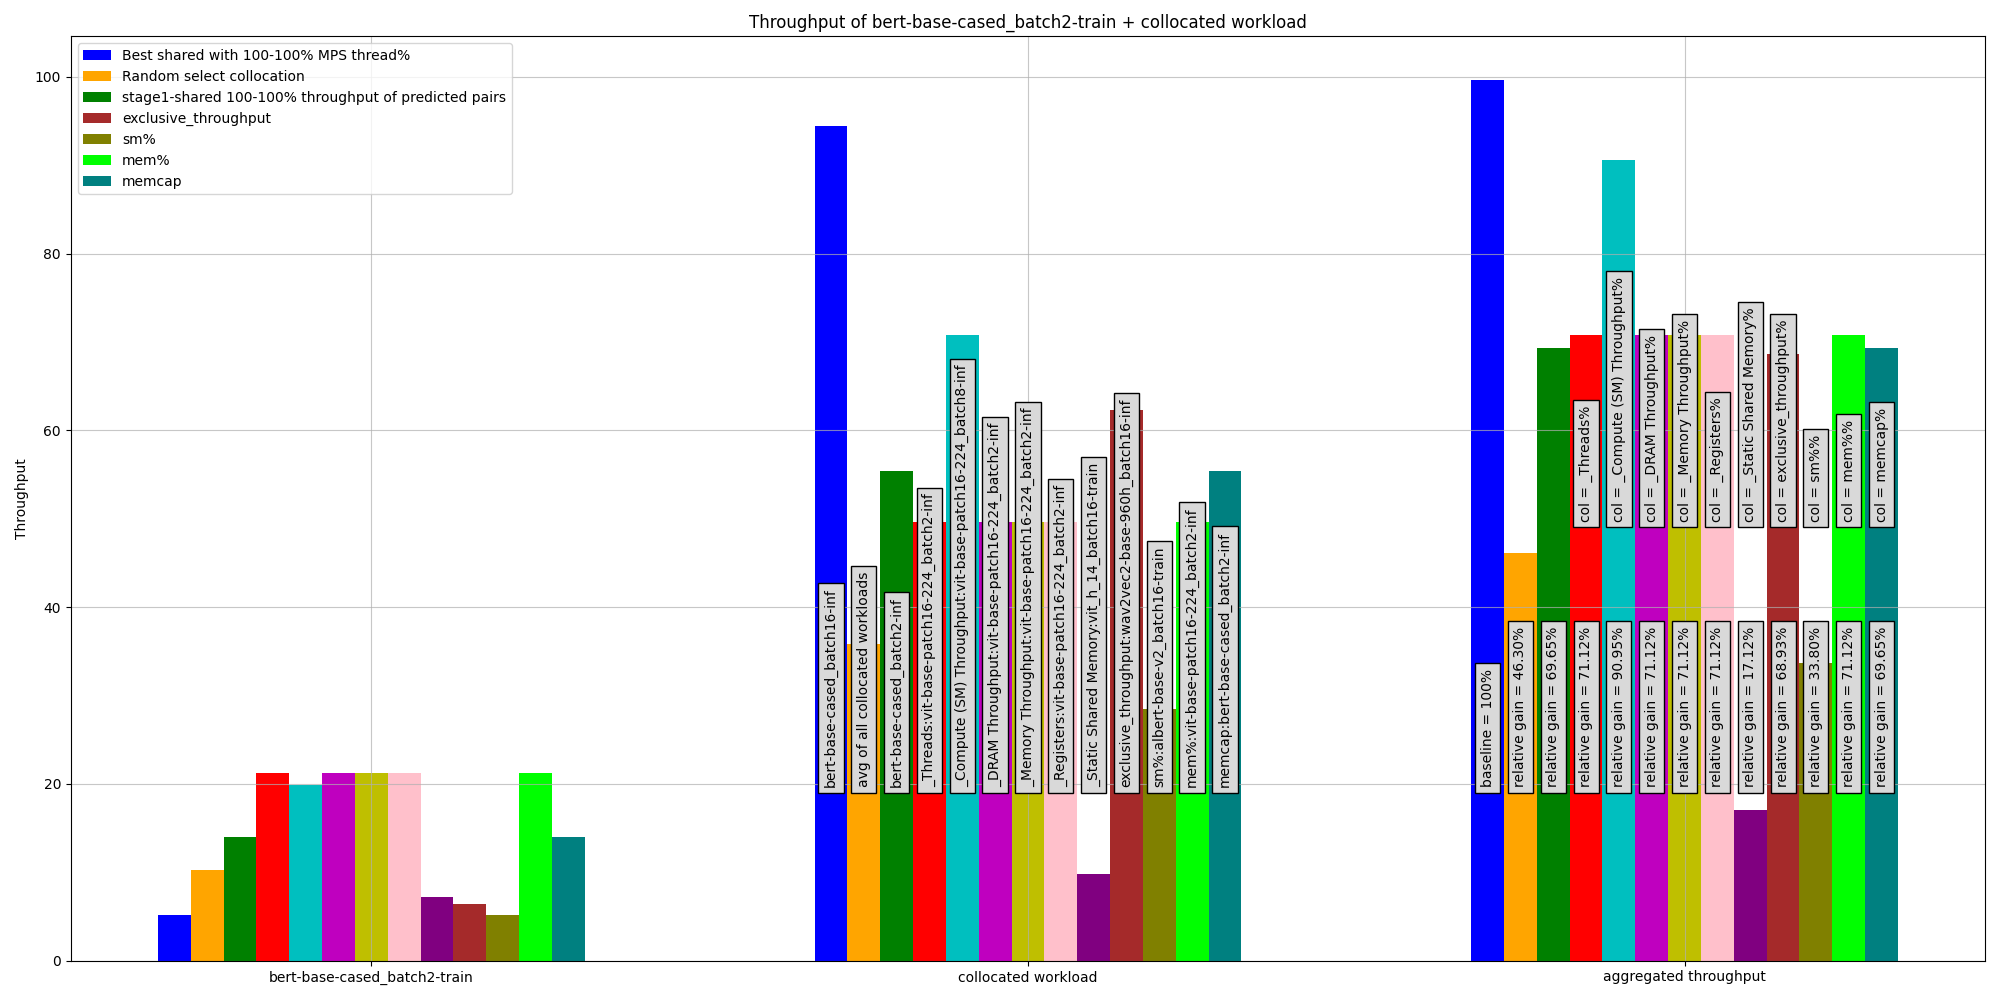 Throughput of bert-base-cased_batch2-train + collocated workload
Best shared with 100-100% MPS thread%
Random select collocation
stage1-shared 100-100% throughput of predicted pairs
exclusive_throughput
sm%
mem%
memcap
Throughput
100
80
60
40
20
0
bert-base-cased_batch16-inf
avg of all collocated workloads
bert-base-cased_batch2-inf
_Threads:vit-base-patch16-224_batch2-inf
_Compute (SM) Throughput:vit-base-patch16-224_batch8-inf
_DRAM Throughput:vit-base-patch16-224_batch2-inf
_Memory Throughput:vit-base-patch16-224_batch2-inf
_Registers:vit-base-patch16-224_batch2-inf
_Static Shared Memory:vit_h_14_batch16-train
exclusive_throughput:wav2vec2-base-960h_batch16-inf
sm%:albert-base-v2_batch16-train
mem%:vit-base-patch16-224_batch2-inf
memcap:bert-base-cased_batch2-inf
col = _Threads%
col = _Compute (SM) Throughput%
col = _DRAM Throughput%
col = _Memory Throughput%
col = _Registers%
col = _Static Shared Memory%
col = exclusive_throughput%
col = sm%%
col = mem%%
col = memcap%
baseline = 100%
relative gain = 46.30%
relative gain = 69.65%
relative gain = 71.12%
relative gain = 90.95%
relative gain = 71.12%
relative gain = 71.12%
relative gain = 71.12%
relative gain = 17.12%
relative gain = 68.93%
relative gain = 33.80%
relative gain = 71.12%
relative gain = 69.65%
bert-base-cased_batch2-train
collocated workload
aggregated throughput